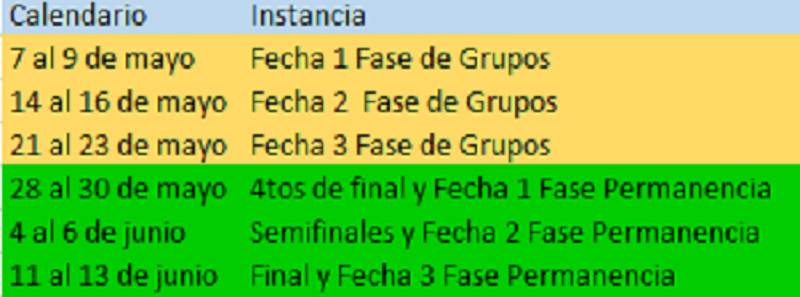 Calendario Instancia
7 al 9 de mayo Fecha 1 Fase de Grupos
14 al 16 de mayo Fecha 2 Fase de Grupos
21 al 23 de mayo Fecha 3 Fase de Grupos
28 al 30 de mayo 4tos de final y Fecha 1 Fase Permanencia
4 al 6 de junio Semifinales y Fecha 2 Fase Permanencia
11 al 13 de junio Final y Fecha 3 Fase Permanencia